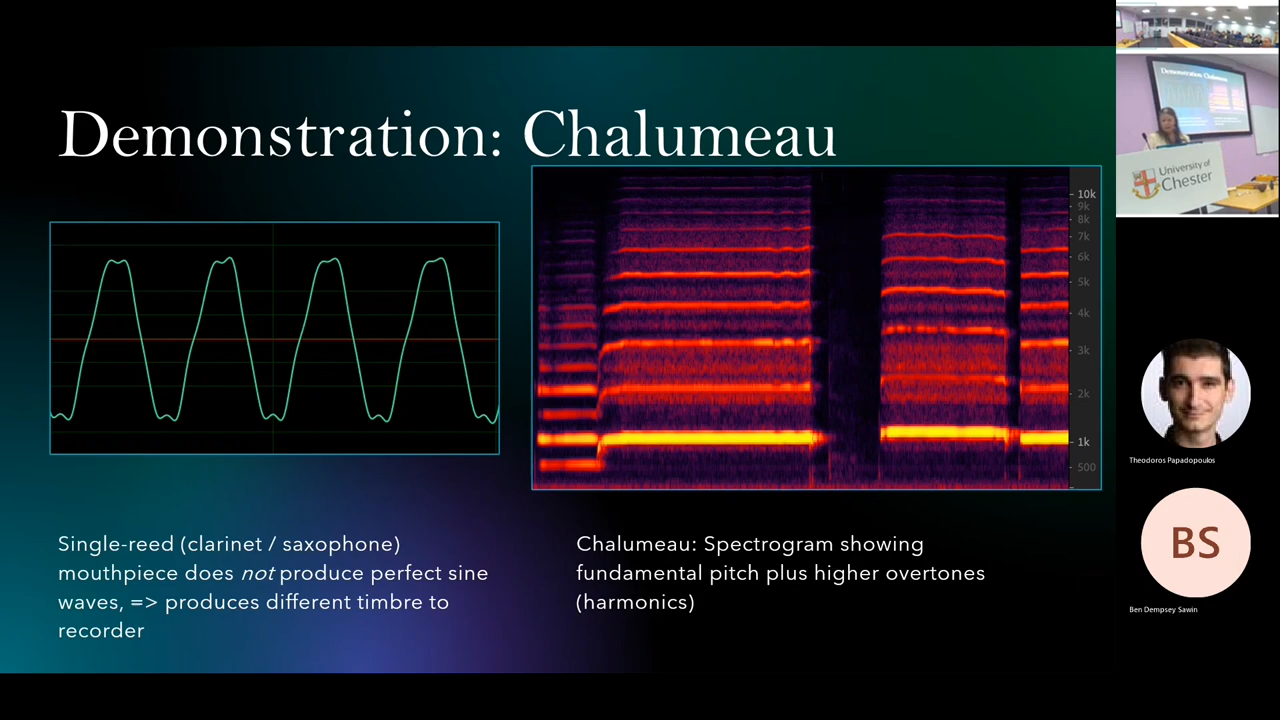 Demonstration: Chalumeau
10k
9k
8k
7k
6k
5k
4k
3k
2k
1k
500
Single-reed (clarinet / saxophone)
mouthpiece does not produce perfect sine
waves, => produces different timbre to
recorder
Chalumeau: Spectrogram showing
fundamental pitch plus higher overtones
(harmonics)
Demonstration: Chalumeau
University of
Chester
Theodoros Papadopoulos
BS
Ben Dempsey Sawin